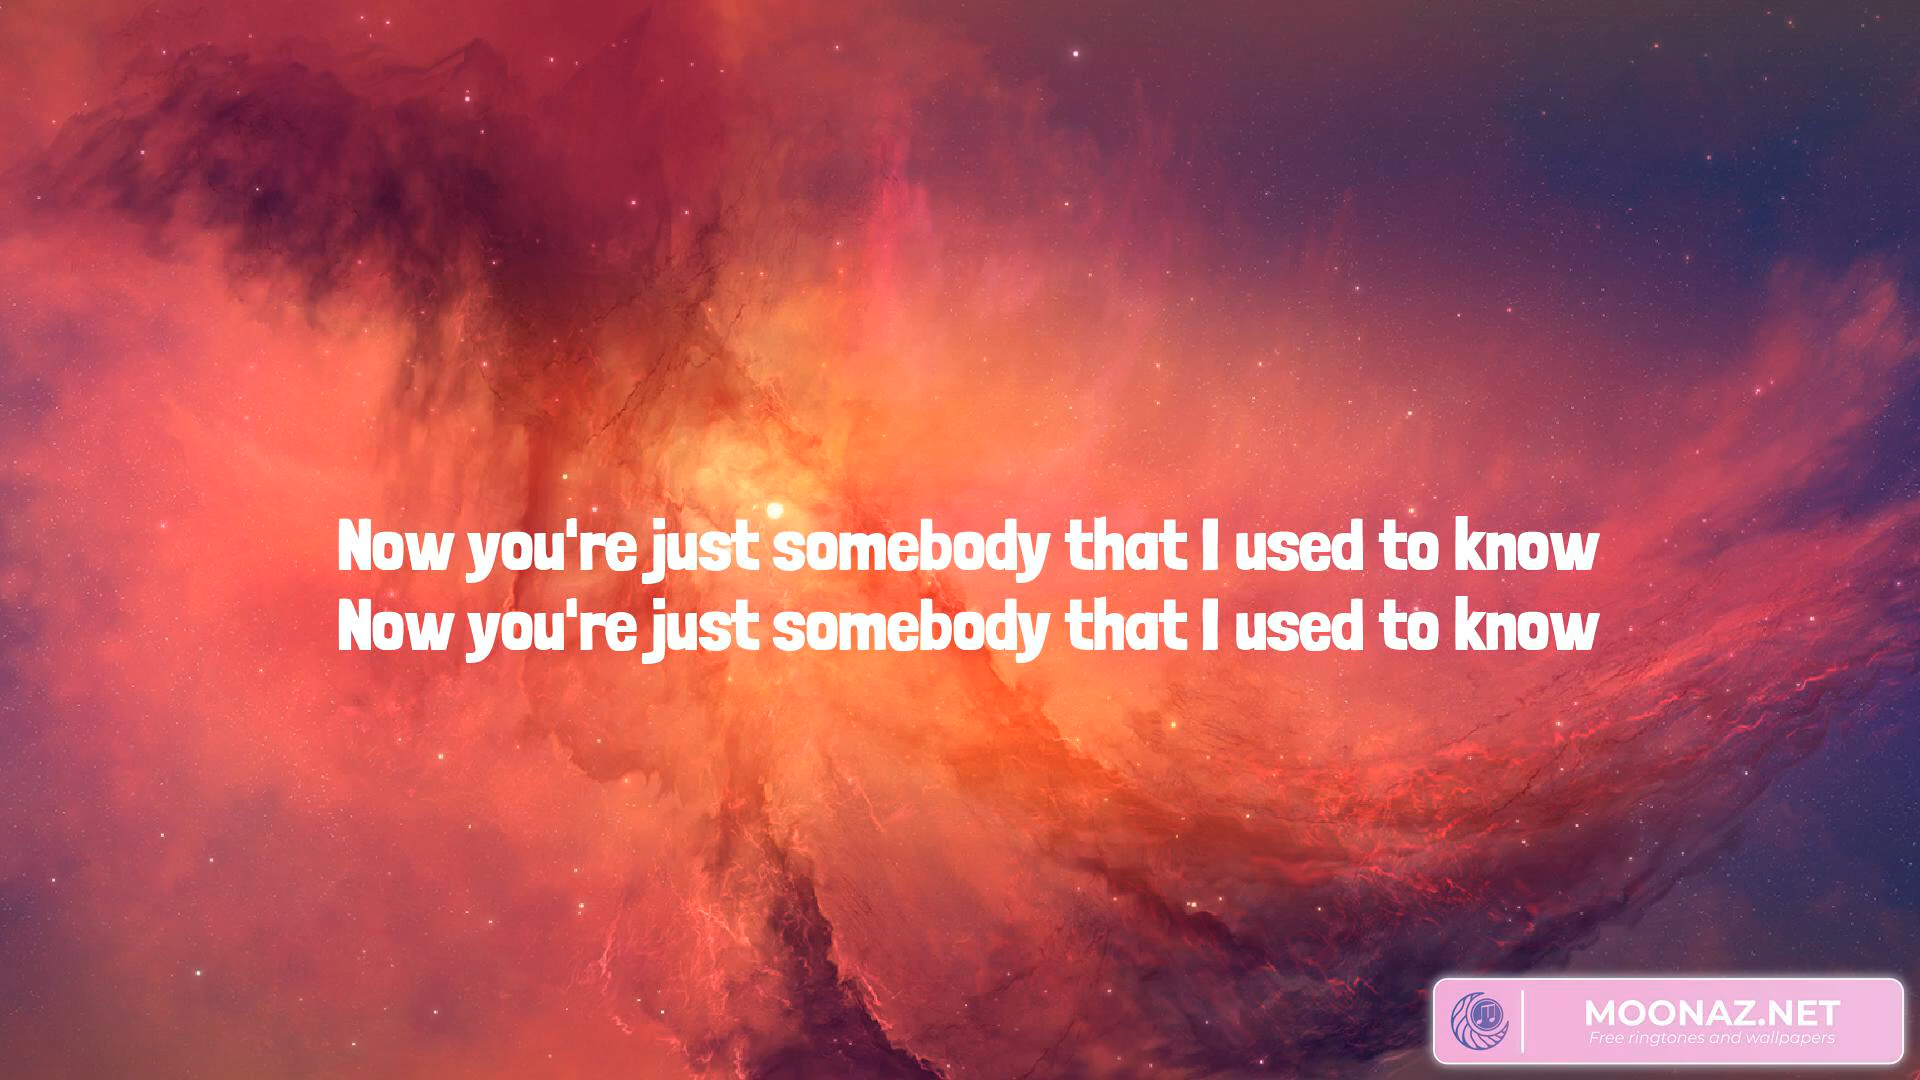 Now you're just somebody that I used to know
Now you're just somebody that I used to know
MOONAZ.NET
Free ringtones and wallpapers